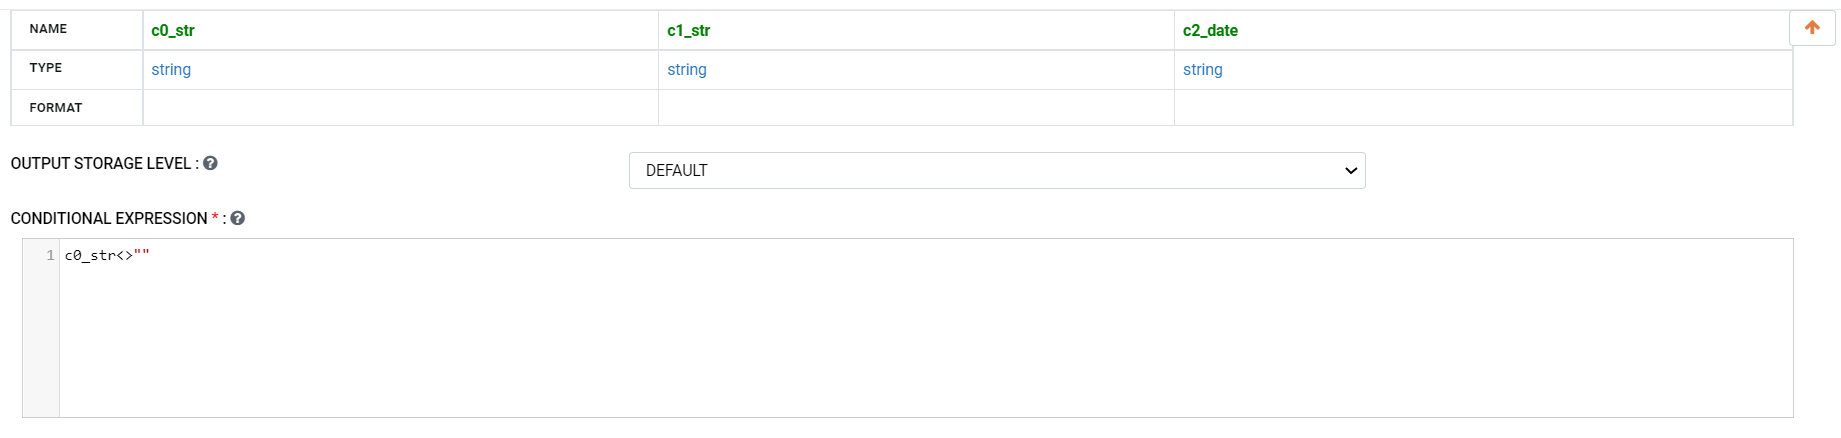 NAME c0_str c1_str c2_date
TYPE string string string
FORMAT
OUTPUT STORAGE LEVEL : ?
DEFAULT
CONDITIONAL EXPRESSION * : ?
1 c0_str<>""